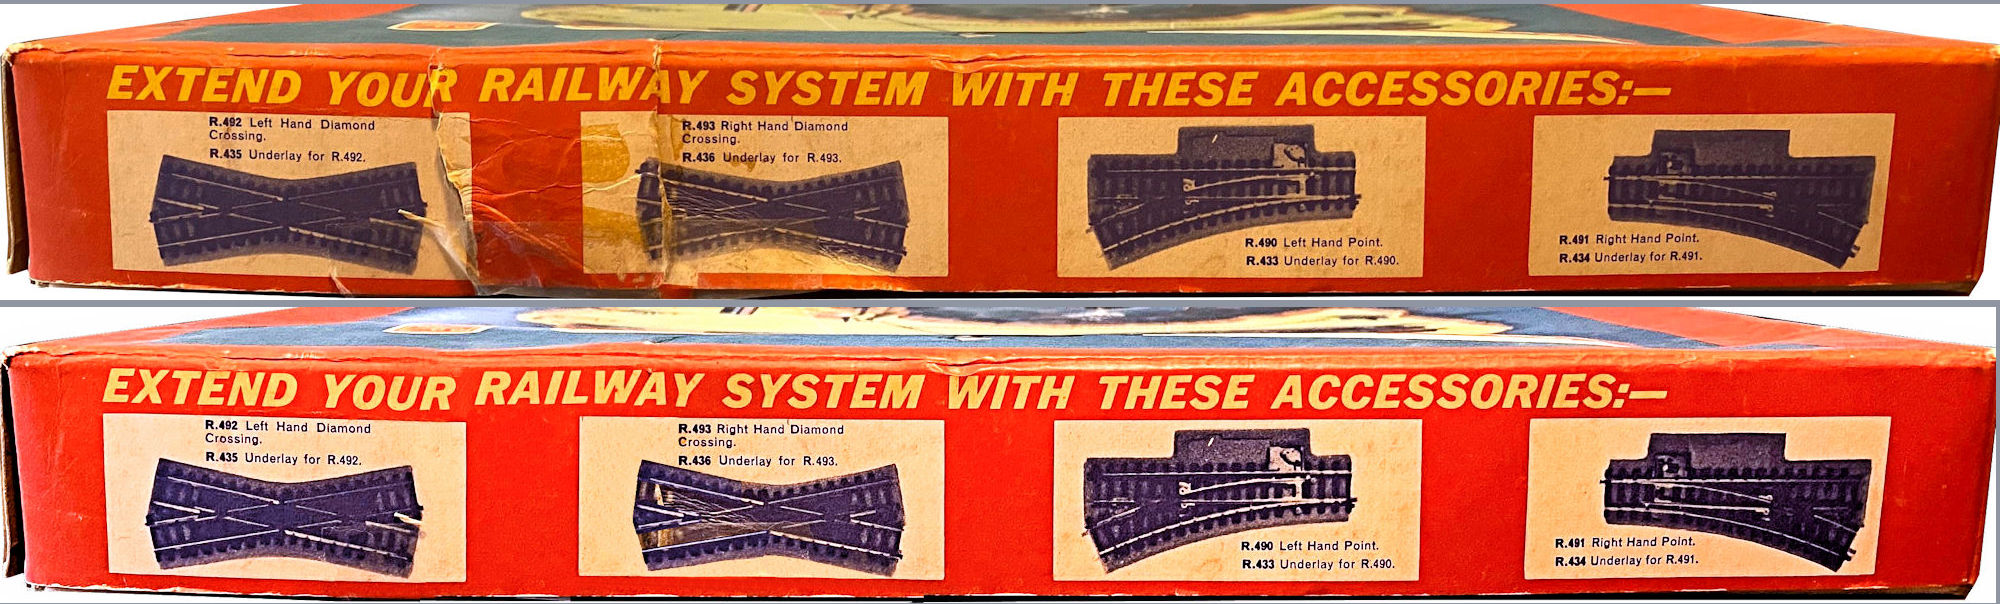 EXTEND YOUR RAILWAY SYSTEM WITH THESE ACCESSORIES:—
R.492 Left Hand Diamond
Crossing.
R.435 Underlay for R.492.
R.493 Right Hand Diamond
Crossing.
R.436 Underlay for R.493.
R.490 Left Hand Point.
R.433 Underlay for R.490.
R.491 Right Hand Point.
R.434 Underlay for R.491.
EXTEND YOUR RAILWAY SYSTEM WITH THESE ACCESSORIES:—
R.492 Left Hand Diamond
Crossing.
R.435 Underlay for R.492.
R.493 Right Hand Diamond
Crossing.
R.436 Underlay for R.493.
R.490 Left Hand Point.
R.433 Underlay for R.490.
R.491 Right Hand Point.
R.434 Underlay for R.491.